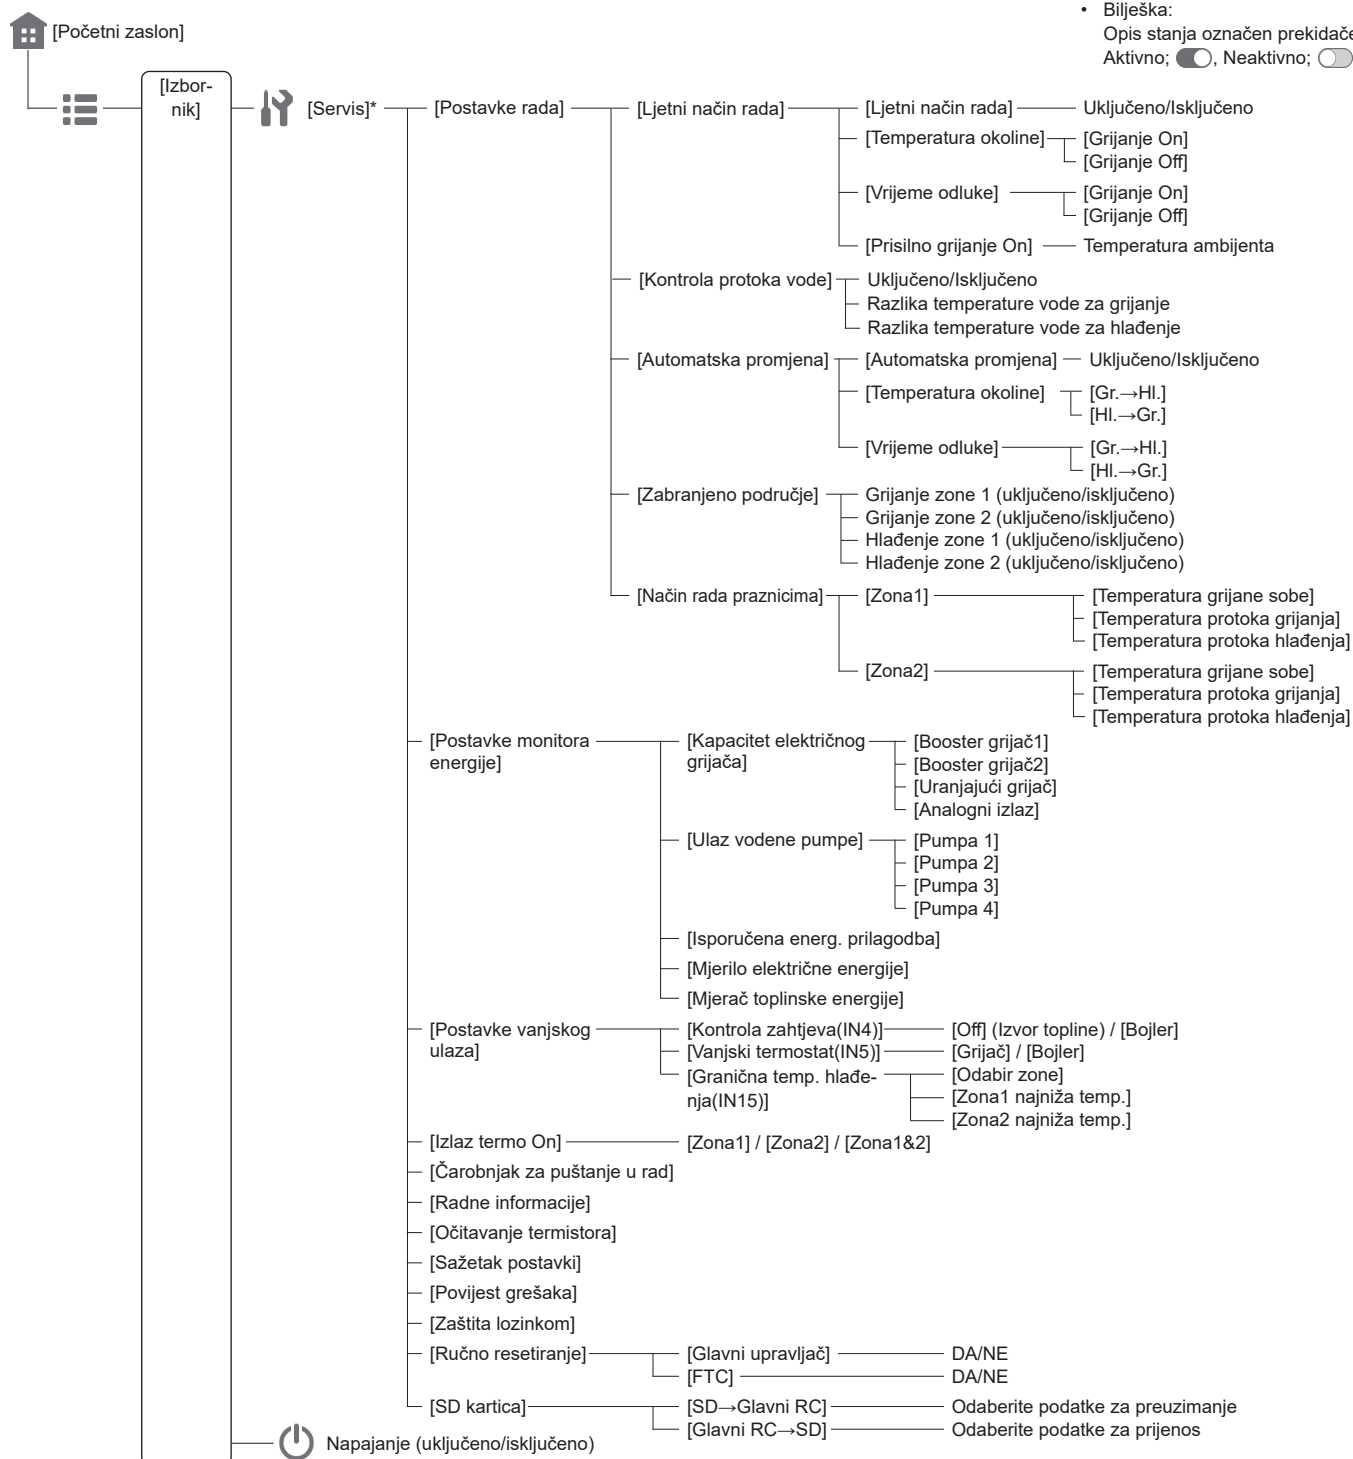 • Bilješka:
[Početni zaslon]
Opis stanja označen
Aktivno; , Neaktivno;
[Izbor-
nik]
[Servis]*
[Postavke rada]
[Ljetni način rada]
[Ljetni način rada] Uključeno/Isključeno
[Temperatura okoline] [Grijanje On]
[Grijanje Off]
[Vrijeme odluke] [Grijanje On]
[Grijanje Off]
[Prisilno grijanje On] Temperatura ambijenta
[Kontrola protoka vode] Uključeno/Isključeno
Razlika temperature vode za grijanje
Razlika temperature vode za hlađenje
[Automatska promjena] [Automatska promjena] Uključeno/Isključeno
[Temperatura okoline] [Gr.→Hl.]
[Hl.→Gr.]
[Vrijeme odluke] [Gr.→Hl.]
[Hl.→Gr.]
[Zabranjeno područje] Grijanje zone 1 (uključeno/isključeno)
Grijanje zone 2 (uključeno/isključeno)
Hlađenje zone 1 (uključeno/isključeno)
Hlađenje zone 2 (uključeno/isključeno)
[Način rada praznicima] [Zona1] [Temperatura grijane sobe]
[Temperatura protoka grijanja]
[Temperatura protoka hlađenja]
[Zona2] [Temperatura grijane sobe]
[Temperatura protoka grijanja]
[Temperatura protoka hlađenja]
[Postavke monitora
energije]
[Kapacitet električnog
grijača]
[Booster grijač1]
[Booster grijač2]
[Uranjajući grijač]
[Analogni izlaz]
[Ulaz vodene pumpe] [Pumpa 1]
[Pumpa 2]
[Pumpa 3]
[Pumpa 4]
[Isporučena energ. prilagodba]
[Mjerilo električne energije]
[Mjerač toplinske energije]
[Postavke vanjskog
ulaza]
[Kontrola zahtjeva(IN4)] [Off] (Izvor topline) / [Bojler]
[Vanjski termostat(IN5)] [Grijač] / [Bojler]
[Granična temp. hlađe-
nja(IN15)]
[Odabir zone]
[Zona1 najniža temp.]
[Zona2 najniža temp.]
[Izlaz termo On] [Zona1] / [Zona2] / [Zona1&2]
[Čarobnjak za puštanje u rad]
[Radne informacije]
[Očitavanje termistora]
[Sažetak postavki]
[Povijest grešaka]
[Zaštita lozinkom]
[Ručno resetiranje] [Glavni upravljač] DA/NE
[FTC] DA/NE
[SD kartica] [SD→Glavni RC] Odaberite podatke za preuzimanje
[Glavni RC→SD] Odaberite podatke za prijenos
Napajanje (uključeno/isključeno)